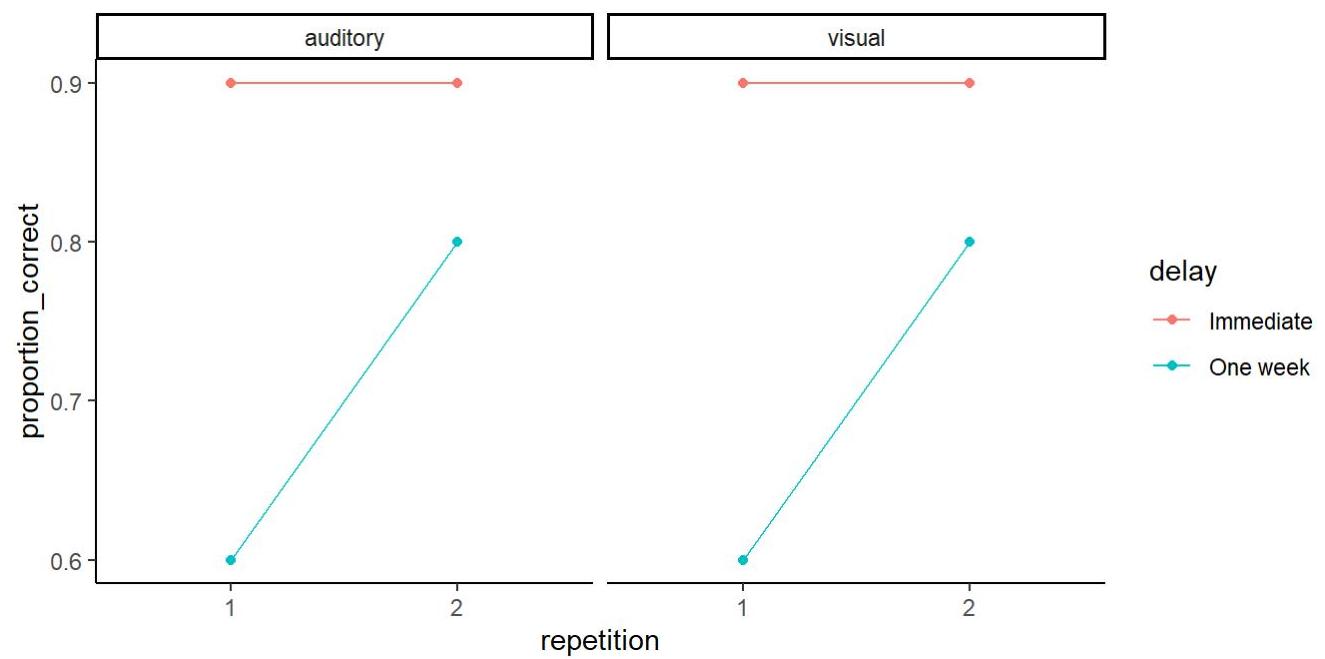 auditory
visual
0.9
0.8
0.7
0.6
proportion_correct
1
2
1
2
repetition
delay
Immediate
One week